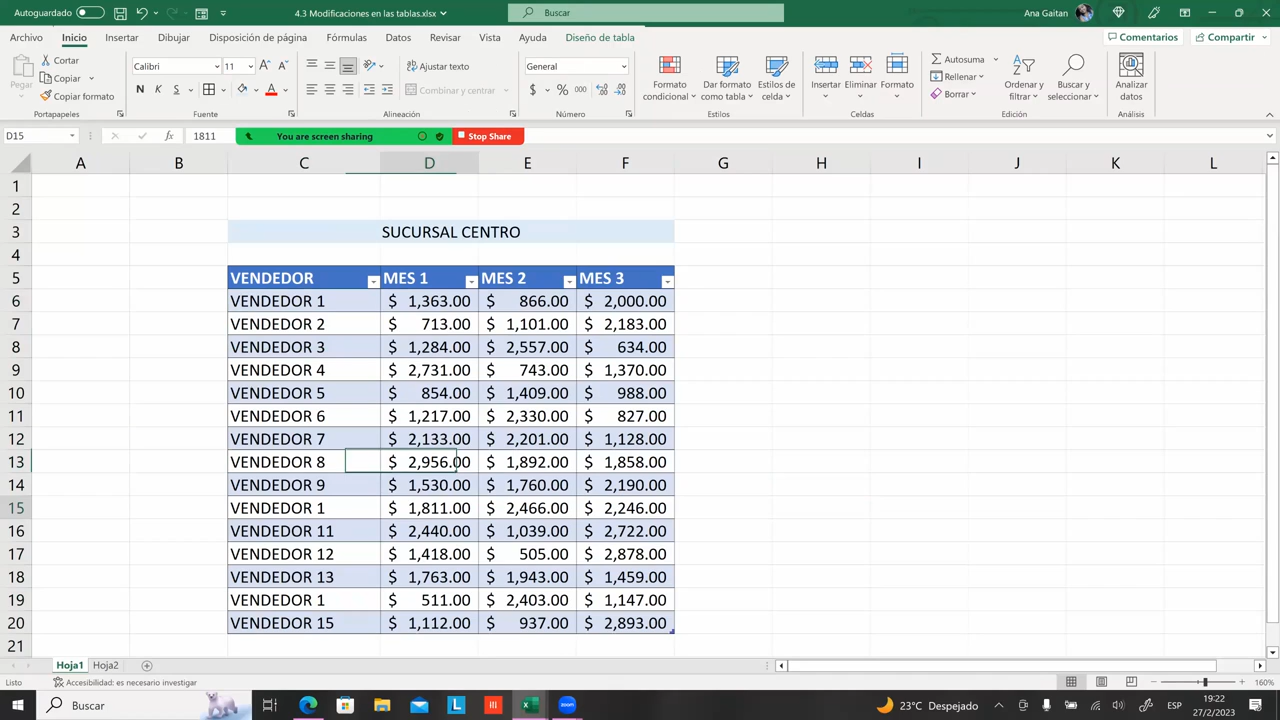 Autoguardado
4.3 Modificaciones en las tablas.xlsx
Buscar
Ana Gaitan
Archivo Inicio Insertar Dibujar Disposición de página Fórmulas Datos Revisar Vista Ayuda Diseño de tabla
Comentarios Compartir
Pegar
Cortar
Copiar
Copiar formato
Portapapeles
Calibri 11
N K S
Fuente
Ajustar texto
Combinar y centrar
Alineación
General
$ % 000
Número
Formato condicional
Dar formato como tabla
Estilos de celda
Estilos
Insertar Eliminar Formato
Celdas
Autosuma
Rellenar
Borrar
Ordenar y filtrar
Buscar y seleccionar
Edición
Analizar datos
Análisis
D15 fx 1811
You are screen sharing Stop Share
A B C D E F G H I J K L
1
2
3 SUCURSAL CENTRO
4
5 VENDEDOR MES 1 MES 2 MES 3
6 VENDEDOR 1 $ 1,363.00 $ 866.00 $ 2,000.00
7 VENDEDOR 2 $ 713.00 $ 1,101.00 $ 2,183.00
8 VENDEDOR 3 $ 1,284.00 $ 2,557.00 $ 634.00
9 VENDEDOR 4 $ 2,731.00 $ 743.00 $ 1,370.00
10 VENDEDOR 5 $ 854.00 $ 1,409.00 $ 988.00
11 VENDEDOR 6 $ 1,217.00 $ 2,330.00 $ 827.00
12 VENDEDOR 7 $ 2,133.00 $ 2,201.00 $ 1,128.00
13 VENDEDOR 8 $ 2,956.00 $ 1,892.00 $ 1,858.00
14 VENDEDOR 9 $ 1,530.00 $ 1,760.00 $ 2,190.00
15 VENDEDOR 1 $ 1,811.00 $ 2,466.00 $ 2,246.00
16 VENDEDOR 11 $ 2,440.00 $ 1,039.00 $ 2,722.00
17 VENDEDOR 12 $ 1,418.00 $ 505.00 $ 2,878.00
18 VENDEDOR 13 $ 1,763.00 $ 1,943.00 $ 1,459.00
19 VENDEDOR 1 $ 511.00 $ 2,403.00 $ 1,147.00
20 VENDEDOR 15 $ 1,112.00 $ 937.00 $ 2,893.00
21
Hoja1 Hoja2
Listo Accesibilidad: es necesario investigar 160%
Buscar
23°C Despejado ESP 19:22
27/2/2023